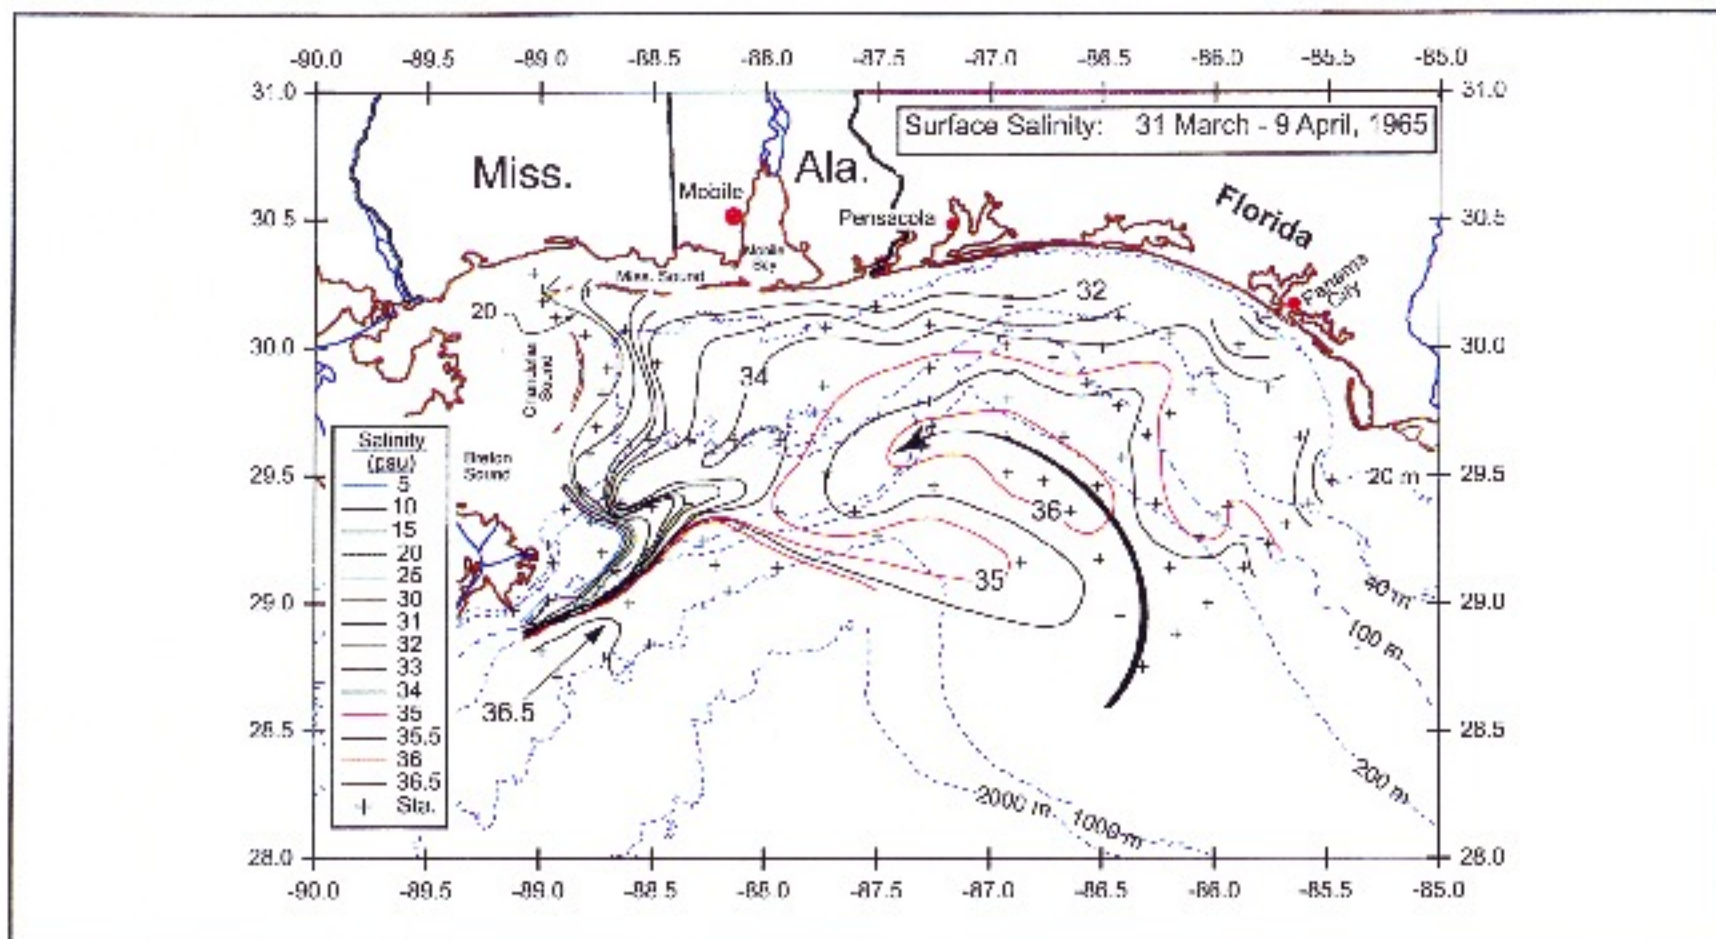 -90.0 -89.5 -89.0 -88.5 -88.0 -87.5 -87.0 -86.5 -86.0 -85.5 -85.0
31.0 31.0
Surface Salinity: 31 March - 9 April, 1965
Miss.
Ala.
Mobile
Pensacola
Florida
30.5 30.5
Mobile
Bay
Miss. Sound
Panama
City
32
20
30.0 30.0
Chandeleur
Sound
34
Breton
Sound
29.5 29.5
20 m
36
35
29.0 29.0
40 m
100 m
36.5
28.5 28.5
200 m
2000 m
1000 m
28.0 28.0
Salinity
(psu)
5
10
15
20
25
30
31
32
33
34
35
35.5
36
36.5
Sta.
-90.0 -89.5 -89.0 -88.5 -88.0 -87.5 -87.0 -86.5 -86.0 -85.5 -85.0